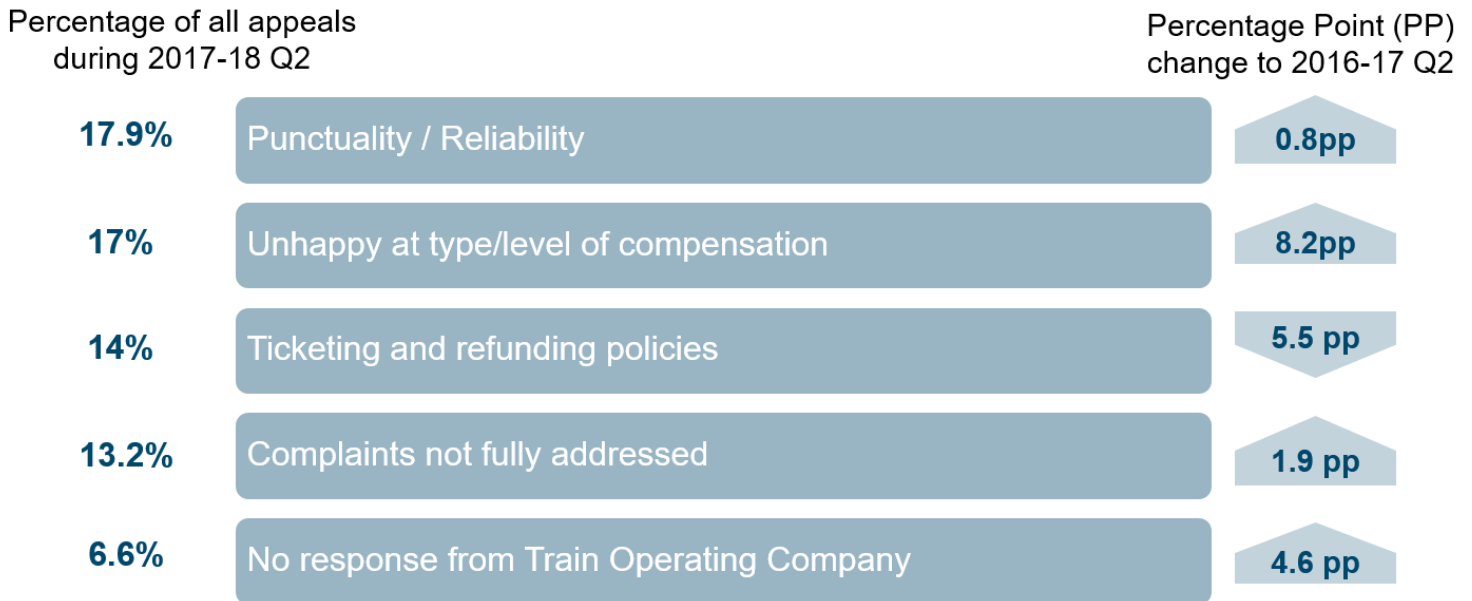 Percentage of all appeals
during 2017-18 Q2
Percentage Point (PP)
change to 2016-17 Q2
17.9%
Punctuality / Reliability
0.8pp
17%
Unhappy at type/level of compensation
8.2pp
14%
Ticketing and refunding policies
5.5 pp
13.2%
Complaints not fully addressed
1.9 pp
6.6%
No response from Train Operating Company
4.6 pp